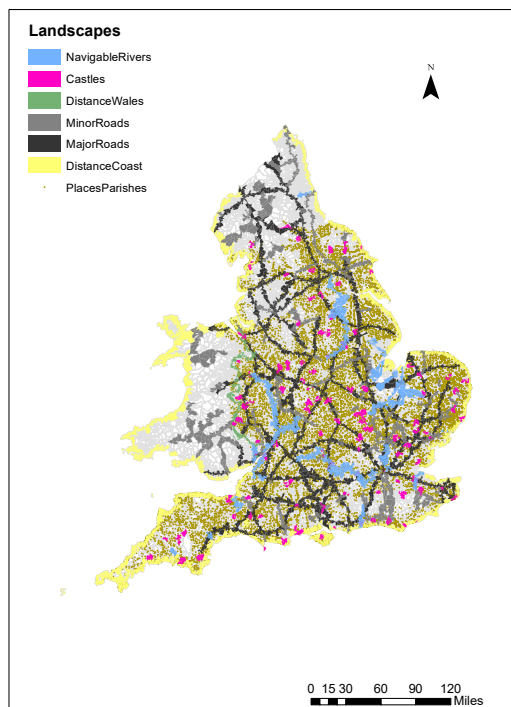 Landscapes
NavigableRivers
Castles
DistanceWales
MinorRoads
MajorRoads
DistanceCoast
PlacesParishes
N
0 15 30 60 90 120
Miles